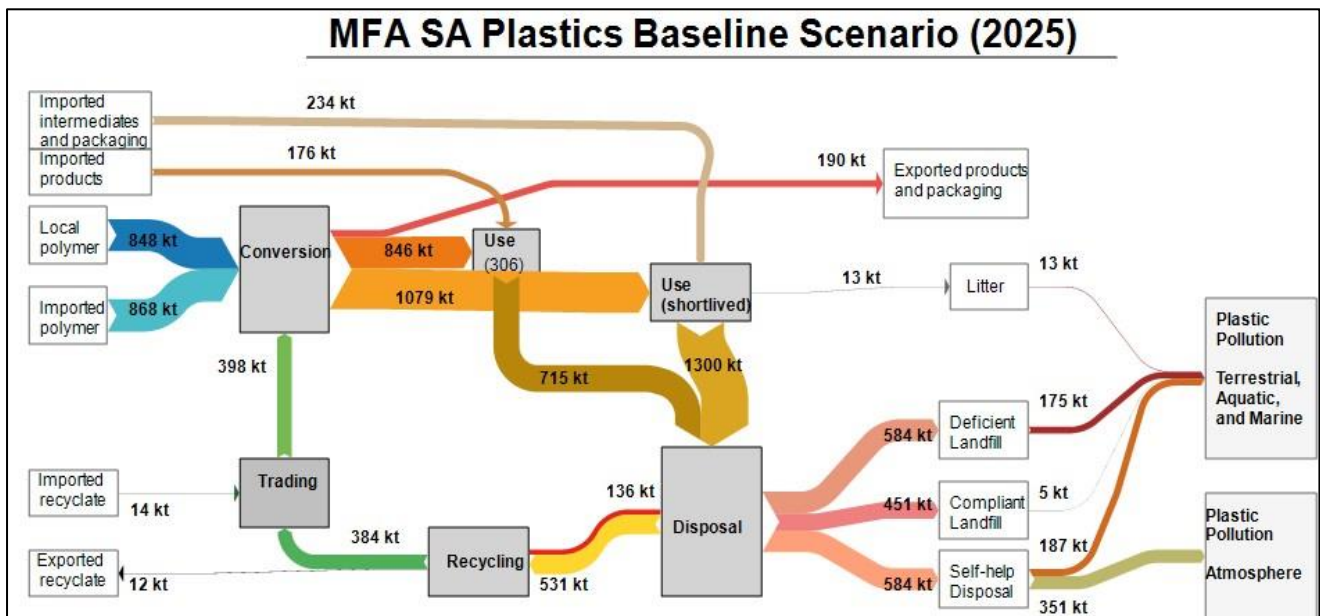 MFA SA Plastics Baseline Scenario (2025)
Imported
intermediates
and packaging
234 kt
Imported
products
176 kt
190 kt
Exported products
and packaging
Local
polymer
848 kt
Conversion
846 kt
Use
(306)
Imported
polymer
868 kt
1079 kt
Use
(shortlived)
13 kt
Litter
13 kt
Plastic
Pollution
Terrestrial,
Aquatic,
and Marine
398 kt
715 kt
1300 kt
584 kt
Deficient
Landfill
175 kt
Imported
recyclate
14 kt
Trading
384 kt
136 kt
Disposal
451 kt
Compliant
Landfill
5 kt
Exported
recyclate
12 kt
Recycling
531 kt
584 kt
Self-help
Disposal
187 kt
351 kt
Plastic
Pollution
Atmosphere